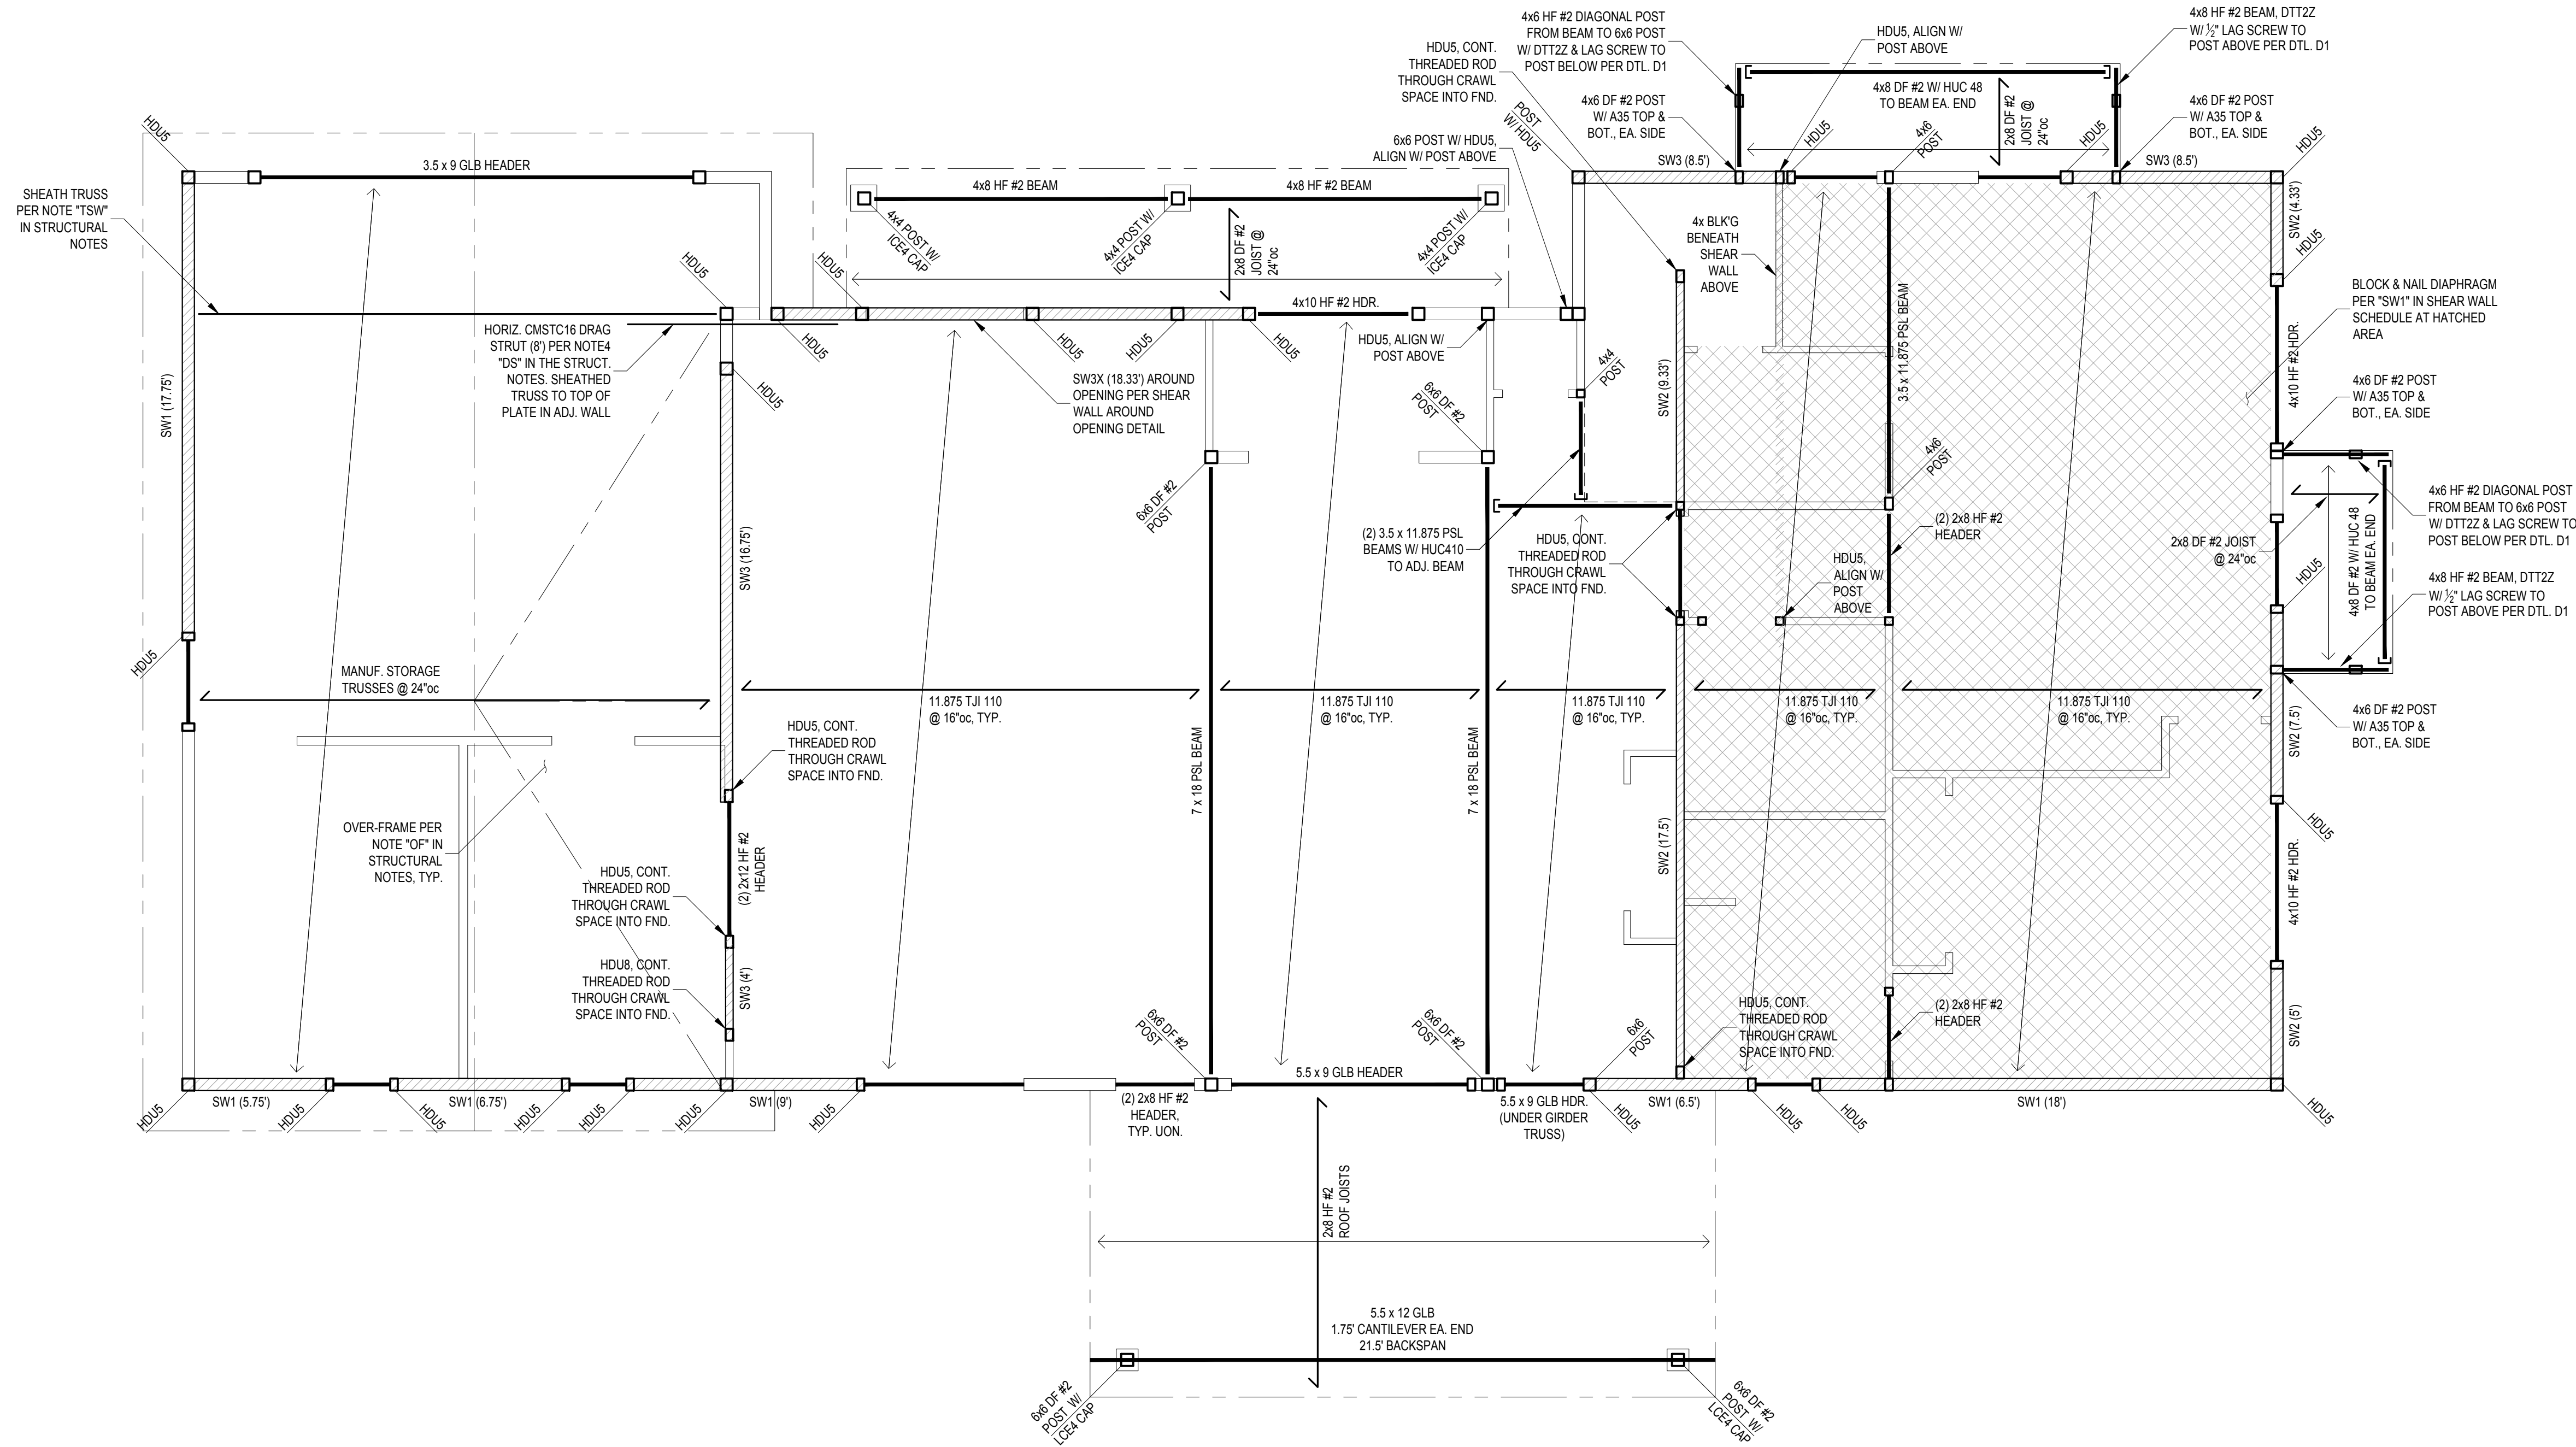 4x6 HF #2 DIAGONAL POST
FROM BEAM TO 6x6 POST
W/ DTT2Z & LAG SCREW TO
POST BELOW PER DTL. D1
HDU5, CONT.
THREADED ROD
THROUGH CRAWL
SPACE INTO FND.
HDU5, ALIGN W/
POST ABOVE
4x8 HF #2 BEAM, DTT2Z
W/ ½" LAG SCREW TO
POST ABOVE PER DTL. D1
4x8 DF #2 W/ HUC 48
TO BEAM EA. END
2x8 DF #2
JOIST @
24"oc
4x6 DF #2 POST
W/ A35 TOP &
BOT., EA. SIDE
4x6 DF #2 POST
W/ A35 TOP &
BOT., EA. SIDE
POST
W/ HDU5
6x6 POST W/ HDU5,
ALIGN W/ POST ABOVE
HDU5
4x6
POST
HDU5
HDU5
HDU5
SW3 (8.5')
SW3 (8.5')
3.5 x 9 GLB HEADER
SHEATH TRUSS
PER NOTE "TSW"
IN STRUCTURAL
NOTES
4x8 HF #2 BEAM
4x8 HF #2 BEAM
4x4 POST W/
ICE4 CAP
4x4 POST W/
ICE4 CAP
4x4 POST W/
ICE4 CAP
2x8 DF #2
JOIST @
24"oc
4x BLK'G
BENEATH
SHEAR
WALL
ABOVE
SW2 (4.33')
HDU5
HDU5
HDU5
BLOCK & NAIL DIAPHRAGM
PER "SW1" IN SHEAR WALL
SCHEDULE AT HATCHED
AREA
4x10 HF #2 HDR.
HORIZ. CMSTC16 DRAG
STRUT (8') PER NOTE4
"DS" IN THE STRUCT.
NOTES. SHEATHED
TRUSS TO TOP OF
PLATE IN ADJ. WALL
HDU5
HDU5
HDU5
HDU5
HDU5
HDU5, ALIGN W/
POST ABOVE
4x4
POST
SW3X (18.33') AROUND
OPENING PER SHEAR
WALL AROUND
OPENING DETAIL
6x6 DF #2
POST
SW2 (9.33')
3.5 x 11.875 PSL BEAM
4x10 HF #2 HDR.
4x6 DF #2 POST
W/ A35 TOP &
BOT., EA. SIDE
SW1 (17.75')
6x6 DF #2
POST
4x6
POST
SW3 (16.75')
(2) 3.5 x 11.875 PSL
BEAMS W/ HUC410
TO ADJ. BEAM
HDU5, CONT.
THREADED ROD
THROUGH CRAWL
SPACE INTO FND.
(2) 2x8 HF #2
HEADER
HDU5,
ALIGN W/
POST
ABOVE
2x8 DF #2 JOIST
@ 24"oc
HDU5
4x8 DF #2 W/ HUC 48
TO BEAM EA. END
4x6 HF #2 DIAGONAL POST
FROM BEAM TO 6x6 POST
W/ DTT2Z & LAG SCREW TO
POST BELOW PER DTL. D1
4x8 HF #2 BEAM, DTT2Z
W/ ½" LAG SCREW TO
POST ABOVE PER DTL. D1
HDU5
MANUF. STORAGE
TRUSSES @ 24"oc
11.875 TJI 110
@ 16"oc, TYP.
11.875 TJI 110
@ 16"oc, TYP.
11.875 TJI 110
@ 16"oc, TYP.
11.875 TJI 110
@ 16"oc, TYP.
11.875 TJI 110
@ 16"oc, TYP.
4x6 DF #2 POST
W/ A35 TOP &
BOT., EA. SIDE
SW2 (7.5')
HDU5, CONT.
THREADED ROD
THROUGH CRAWL
SPACE INTO FND.
7 x 18 PSL BEAM
7 x 18 PSL BEAM
HDU5
OVER-FRAME PER
NOTE "OF" IN
STRUCTURAL
NOTES, TYP.
(2) 2x12 HF #2
HEADER
SW2 (17.5')
4x10 HF #2 HDR.
HDU5, CONT.
THREADED ROD
THROUGH CRAWL
SPACE INTO FND.
HDU8, CONT.
THREADED ROD
THROUGH CRAWL
SPACE INTO FND.
SW3 (4')
6x6 DF #2
POST
6x6 DF #2
POST
6x6
POST
HDU5, CONT.
THREADED ROD
THROUGH CRAWL
SPACE INTO FND.
(2) 2x8 HF #2
HEADER
SW2 (5')
5.5 x 9 GLB HEADER
HDU5
SW1 (5.75')
HDU5
HDU5
SW1 (6.75')
HDU5
HDU5
HDU5
SW1 (9')
HDU5
(2) 2x8 HF #2
HEADER,
TYP. UON.
5.5 x 9 GLB HDR.
(UNDER GIRDER
TRUSS)
HDU5
SW1 (6.5')
HDU5
HDU5
SW1 (18')
HDU5
2x8 HF #2
ROOF JOISTS
5.5 x 12 GLB
1.75' CANTILEVER EA. END
21.5' BACKSPAN
6x6 DF #2
POST W/
LCE4 CAP
6x6 DF #2
POST W/
LCE4 CAP